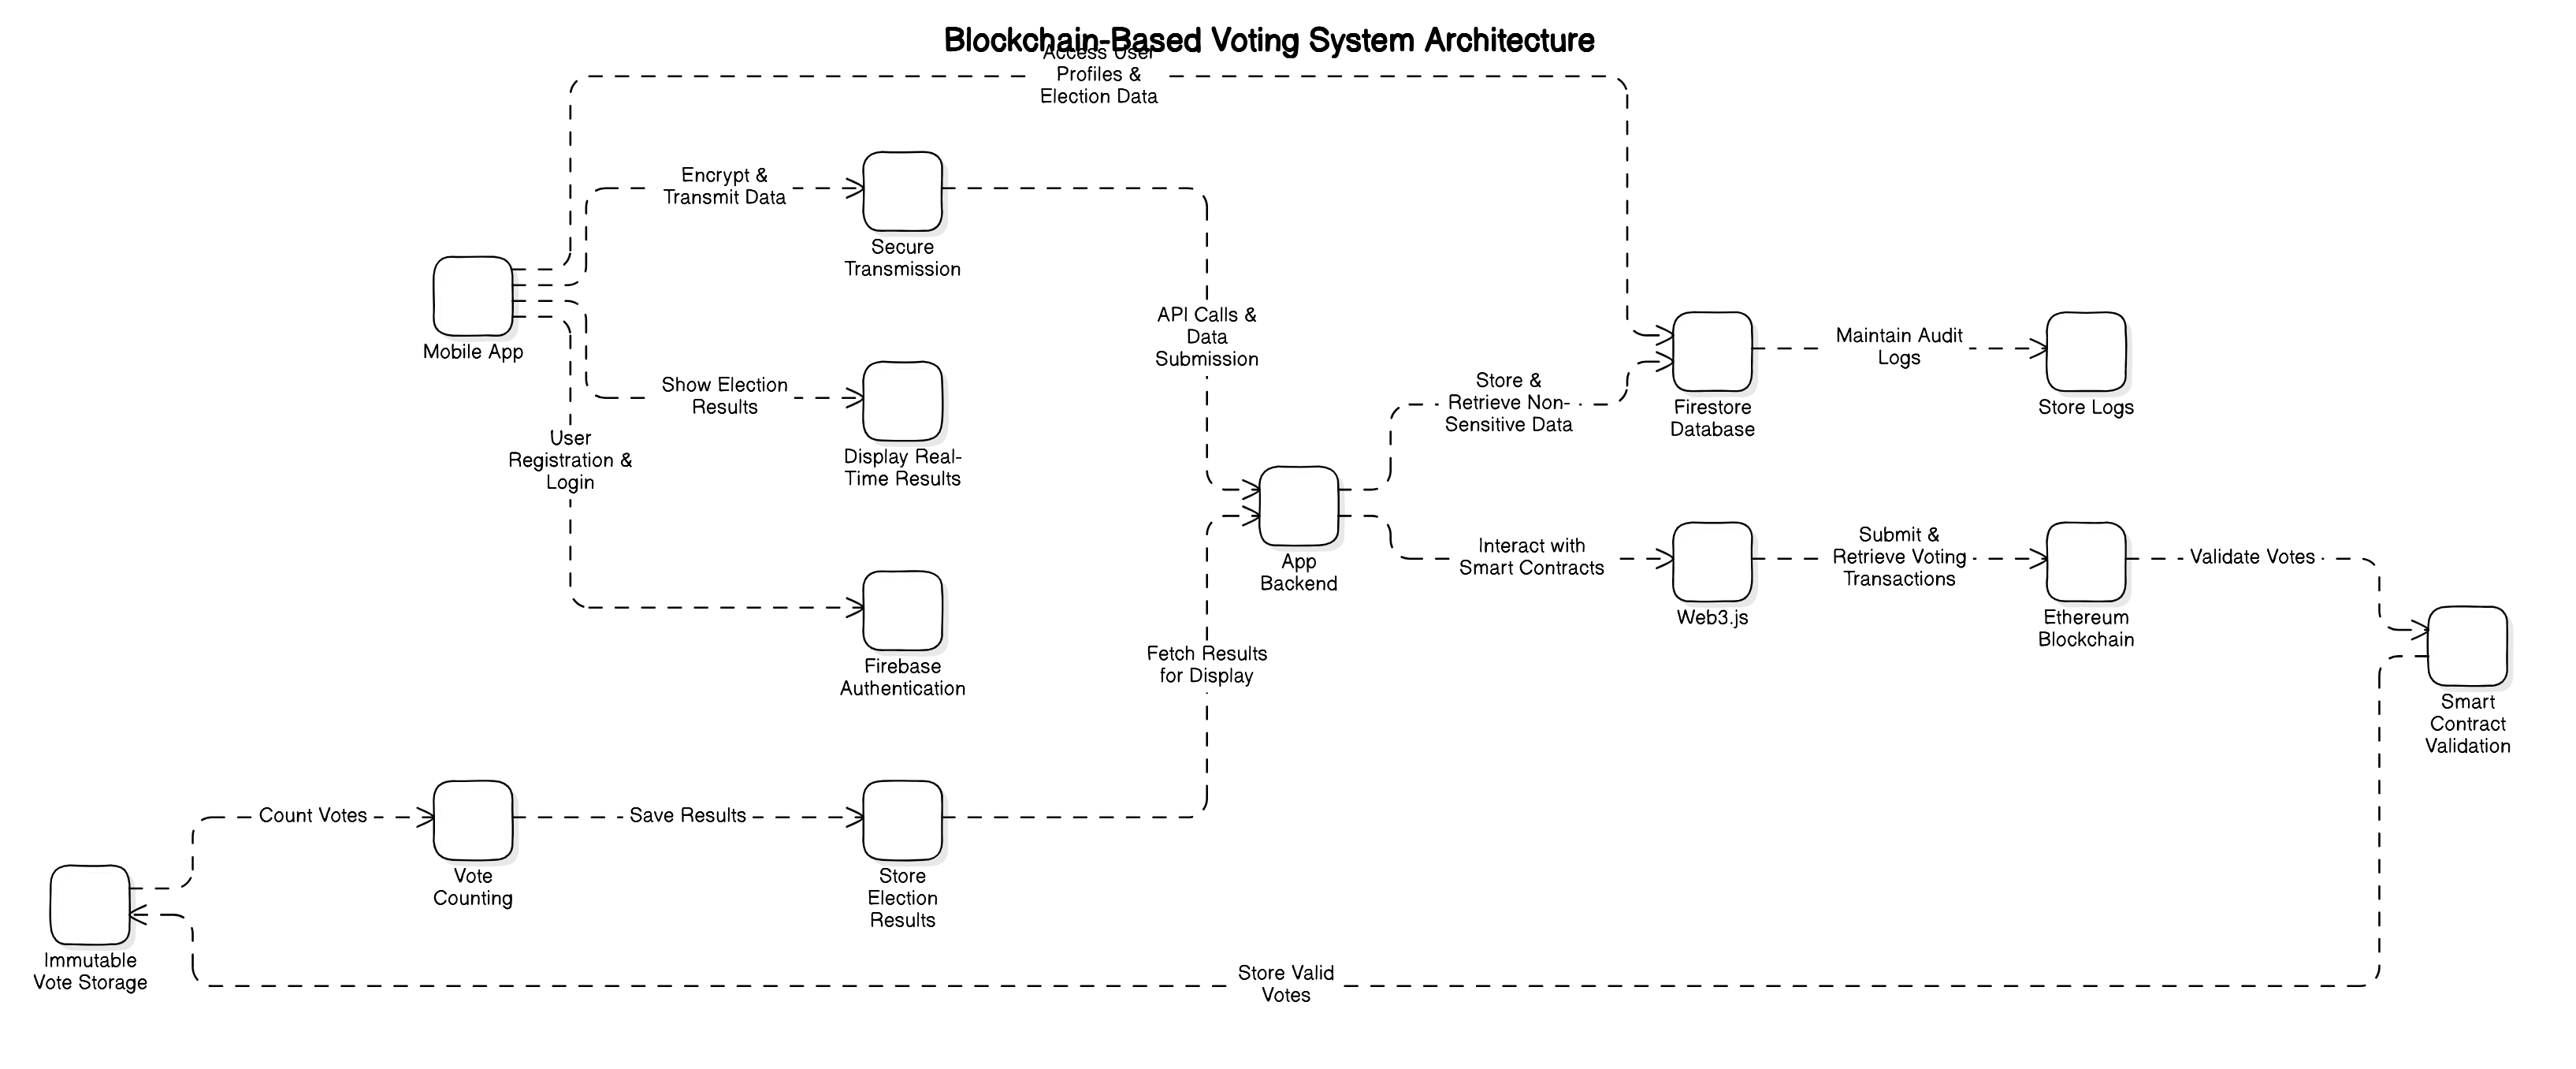 Blockchain-Based Voting System Architecture
Access User
Profiles &
Election Data
Encrypt &
Transmit Data
Secure
Transmission
Mobile App
Show Election
Results
Display Real-
Time Results
User
Registration &
Login
Firebase
Authentication
API Calls &
Data
Submission
Store &
Retrieve Non-
Sensitive Data
Firestore
Database
Maintain Audit
Logs
Store Logs
App
Backend
Interact with
Smart Contracts
Web3.js
Submit &
Retrieve Voting
Transactions
Ethereum
Blockchain
Validate Votes
Smart
Contract
Validation
Fetch Results
for Display
Count Votes
Vote
Counting
Save Results
Store
Election
Results
Immutable
Vote Storage
Store Valid
Votes